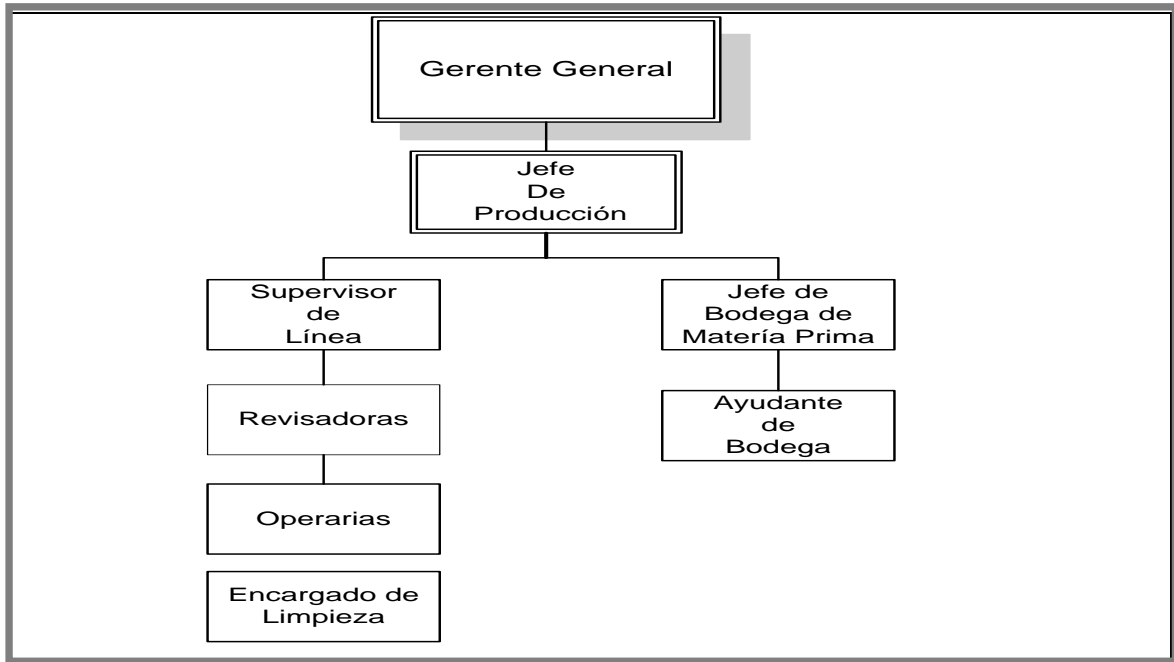 Gerente General
Jefe
De
Producción
Supervisor
de
Línea
Jefe de
Bodega de
Matería Prima
Revisadoras
Ayudante
de
Bodega
Operarias
Encargado de
Limpieza